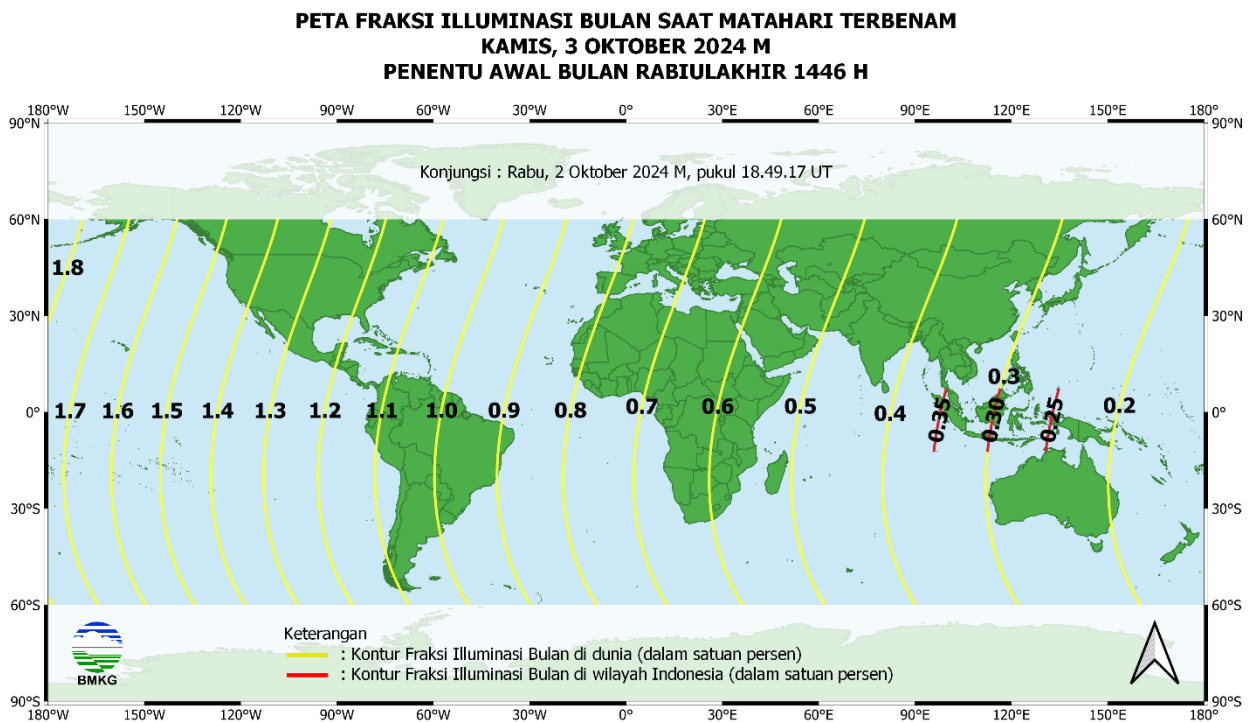 PETA FRAKSI ILLUMINASI BULAN SAAT MATAHARI TERBENAM
KAMIS, 3 OKTOBER 2024 M
PENENTU AWAL BULAN RABIULAKHIR 1446 H
180°W 150°W 120°W 90°W 60°W 30°W 0° 30°E 60°E 90°E 120°E 150°E 180°
90°N 90°N
Konjungsi : Rabu, 2 Oktober 2024 M, pukul 18.49.17 UT
60°N 60°N
1.8
30°N 30°N
0.3
0° 1.7 1.6 1.5 1.4 1.3 1.2 1.1 1.0 0.9 0.8 0.7 0.6 0.5 0.4 0.35 0.30 0.25 0.2 0°
30°S 30°S
60°S 60°S
Keterangan
: Kontur Fraksi Illuminasi Bulan di dunia (dalam satuan persen)
: Kontur Fraksi Illuminasi Bulan di wilayah Indonesia (dalam satuan persen)
BMKG
90°S 90°S
180°W 150°W 120°W 90°W 60°W 30°W 0° 30°E 60°E 90°E 120°E 150°E 180°